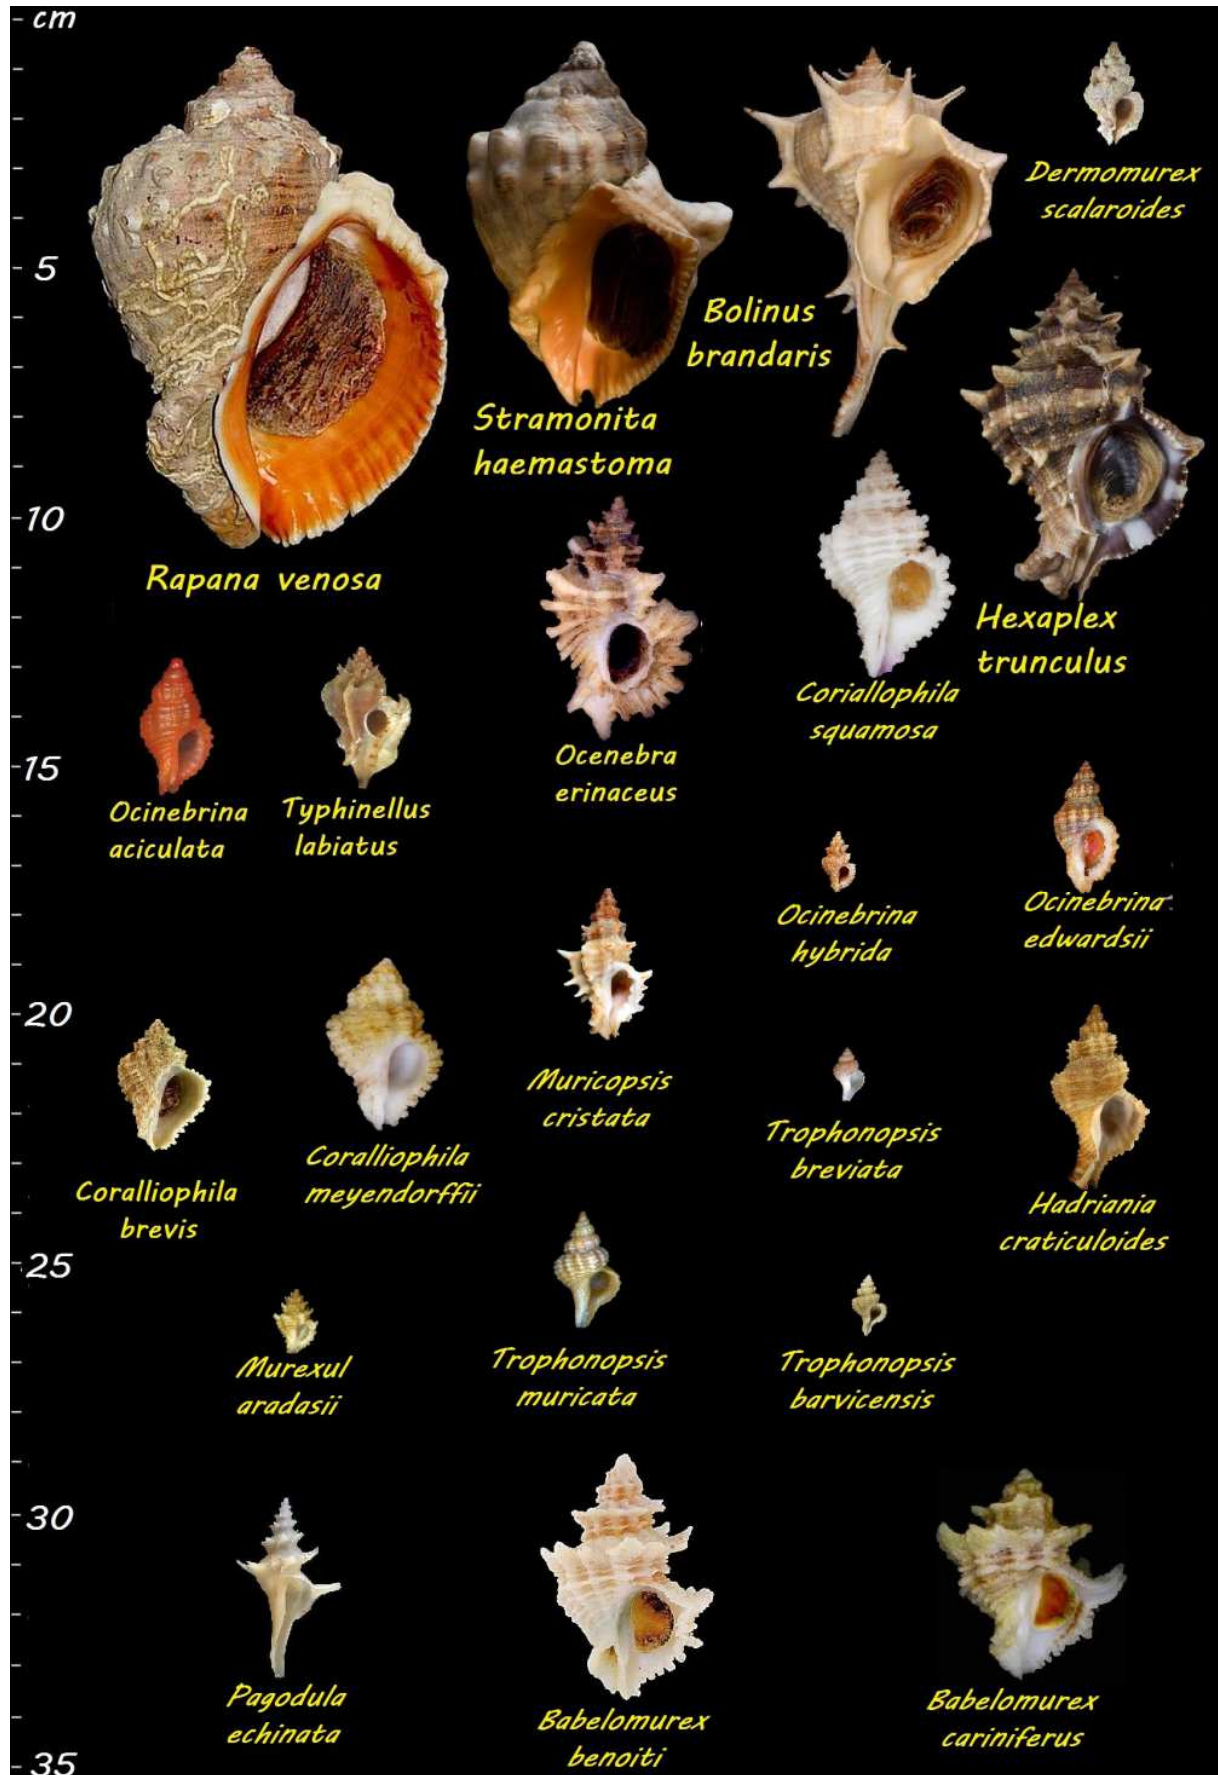 cm
Dermomurex
scalaroides
5
Bolinus
brandaris
Stramonita
haemastoma
10
Rapana venosa
Hexaplex
trunculus
Coriallophila
squamosa
Ocenebra
erinaceus
15
Ocinebrina
aciculata
Typhinellus
labiatus
Ocinebrina
hybrida
Ocinebrina
edwardsii
20
Muricopsis
cristata
Trophonopsis
breviata
Coralliophila
meyendorffii
Coralliophila
brevis
Hadriania
craticuloides
25
Murexul
aradasii
Trophonopsis
muricata
Trophonopsis
barvicensis
30
Pagodula
echinata
Babelomurex
benoiti
Babelomurex
cariniferus
35